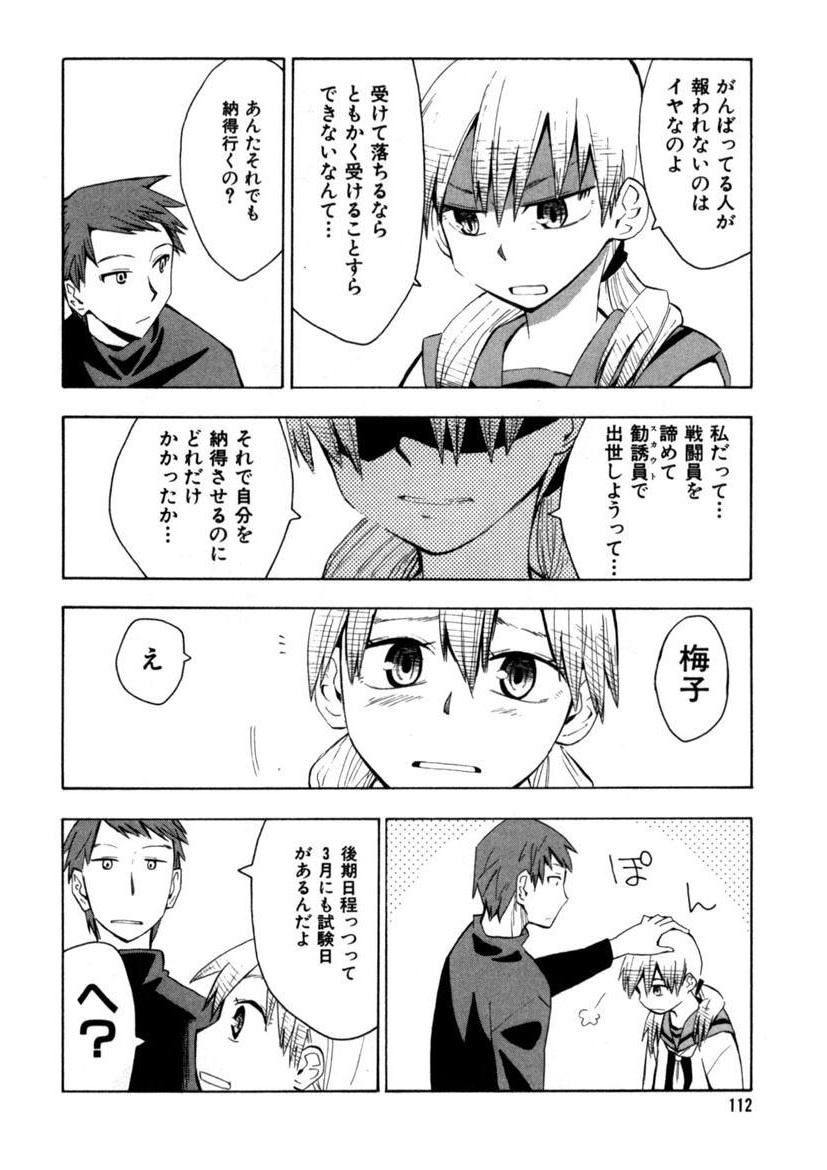 がんばってる人が
報われないのは
イヤなのよ
受けて落ちるなら
ともかく受けることすら
できないなんて…
あんたそれでも
納得行くの?
私だって…
戦闘員を
諦めて
勧誘員で
スカウト
出世しようって…
それで自分を
納得させるのに
どれだけ
かかったか…
梅子
え
ぽん
後期日程っつって
3月にも試験日
があるんだよ
へ?
112